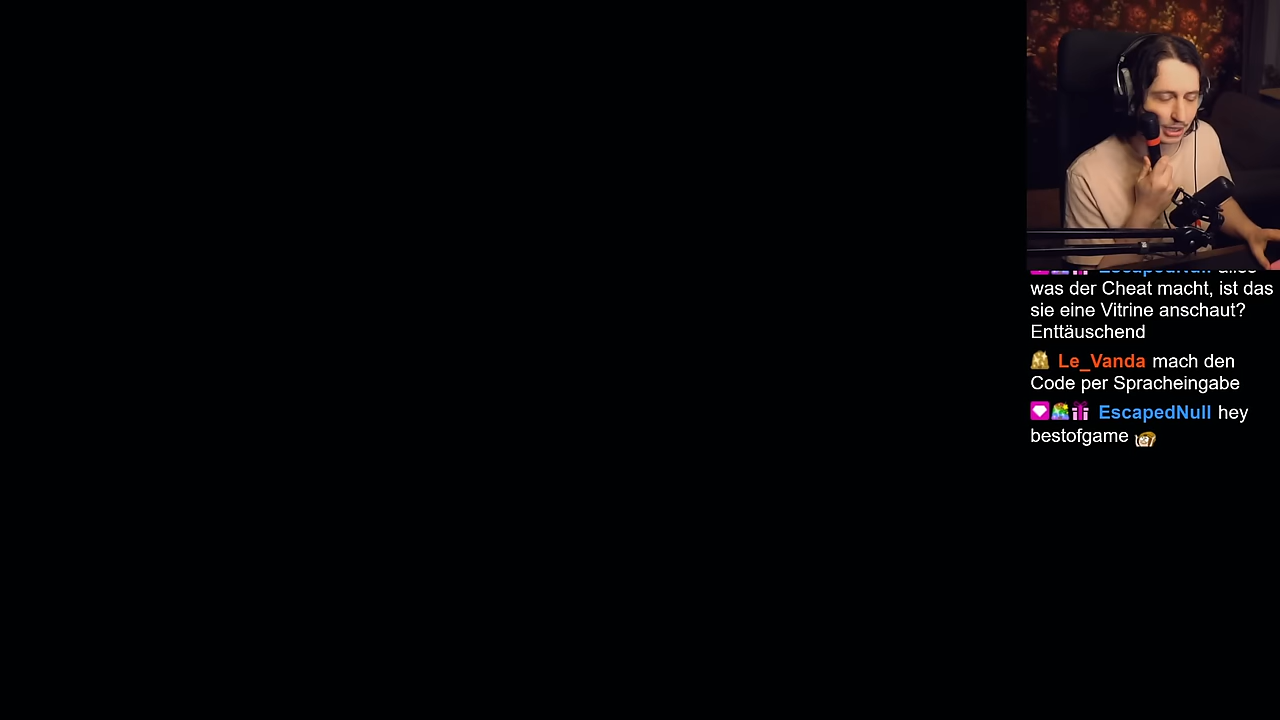 was der Cheat macht, ist das
sie eine Vitrine anschaut?
Enttäuschend
Le_Vanda mach den
Code per Spracheingabe
EscapedNull hey
bestofgame